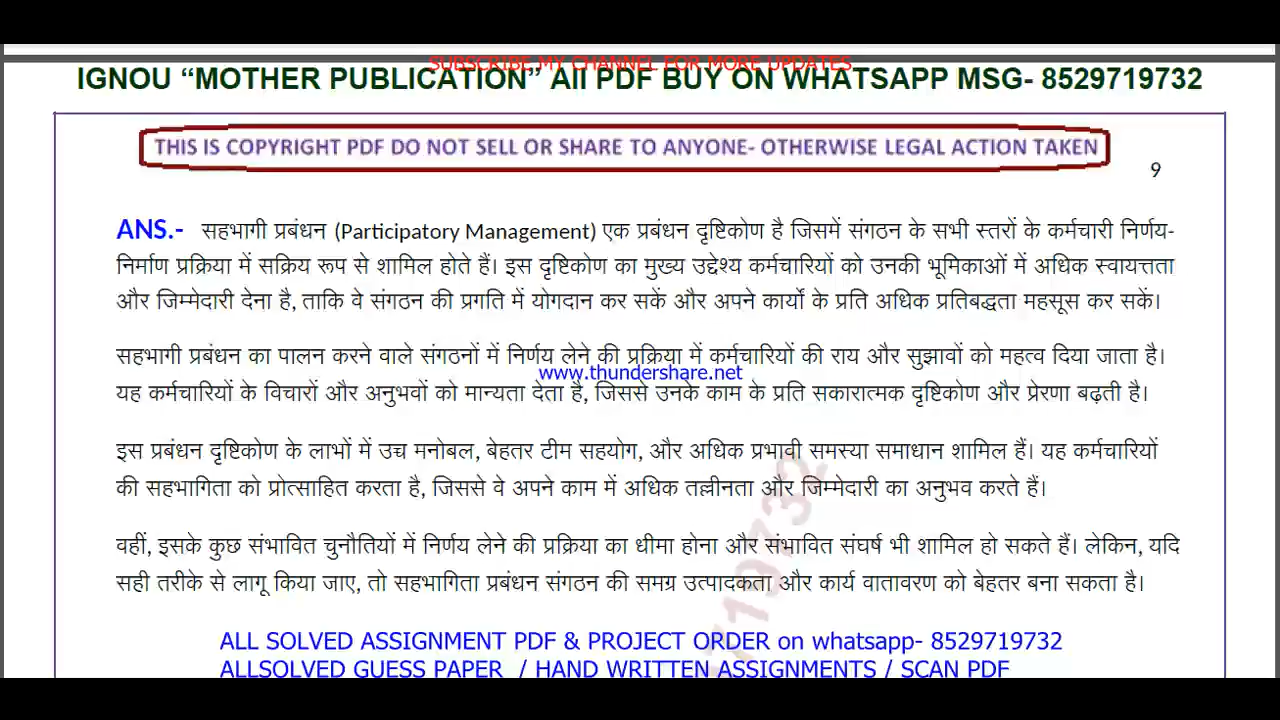 SUBSCRIBE MY CHANNEL FOR MORE UPDATES
IGNOU “MOTHER PUBLICATION” All PDF BUY ON WHATSAPP MSG- 8529719732
THIS IS COPYRIGHT PDF DO NOT SELL OR SHARE TO ANYONE- OTHERWISE LEGAL ACTION TAKEN
9
ANS.- सहभागी प्रबंधन (Participatory Management) एक प्रबंधन दृष्टिकोण है जिसमें संगठन के सभी स्तरों के कर्मचारी निर्णय-
निर्माण प्रक्रिया में सक्रिय रूप से शामिल होते हैं। इस दृष्टिकोण का मुख्य उद्देश्य कर्मचारियों को उनकी भूमिकाओं में अधिक स्वायत्तता
और जिम्मेदारी देना है, ताकि वे संगठन की प्रगति में योगदान कर सकें और अपने कार्यों के प्रति अधिक प्रतिबद्धता महसूस कर सकें।
सहभागी प्रबंधन का पालन करने वाले संगठनों में निर्णय लेने की प्रक्रिया में कर्मचारियों की राय और सुझावों को महत्व दिया जाता है।
www.thundershare.net
यह कर्मचारियों के विचारों और अनुभवों को मान्यता देता है, जिससे उनके काम के प्रति सकारात्मक दृष्टिकोण और प्रेरणा बढ़ती है।
इस प्रबंधन दृष्टिकोण के लाभों में उच्च मनोबल, बेहतर टीम सहयोग, और अधिक प्रभावी समस्या समाधान शामिल हैं। यह कर्मचारियों
की सहभागिता को प्रोत्साहित करता है, जिससे वे अपने काम में अधिक तल्लीनता और जिम्मेदारी का अनुभव करते हैं।
वहीं, इसके कुछ संभावित चुनौतियों में निर्णय लेने की प्रक्रिया का धीमा होना और संभावित संघर्ष भी शामिल हो सकते हैं। लेकिन, यदि
सही तरीके से लागू किया जाए, तो सहभागिता प्रबंधन संगठन की समग्र उत्पादकता और कार्य वातावरण को बेहतर बना सकता है।
719732
ALL SOLVED ASSIGNMENT PDF & PROJECT ORDER on whatsapp- 8529719732
ALLSOLVED GUESS PAPER / HAND WRITTEN ASSIGNMENTS / SCAN PDF